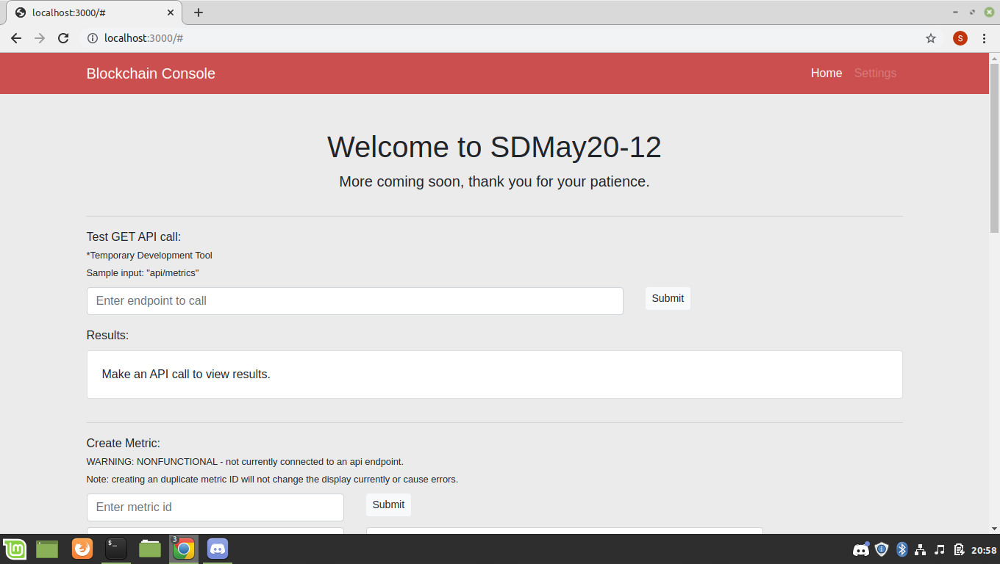 localhost:3000/#
localhost:3000/#
S
Blockchain Console
Home
Settings
Welcome to SDMay20-12
More coming soon, thank you for your patience.
Test GET API call:
*Temporary Development Tool
Sample input: "api/metrics"
Enter endpoint to call
Submit
Results:
Make an API call to view results.
Create Metric:
WARNING: NONFUNCTIONAL - not currently connected to an api endpoint.
Note: creating an duplicate metric ID will not change the display currently or cause errors.
Enter metric id
Submit
$_
3
20:58